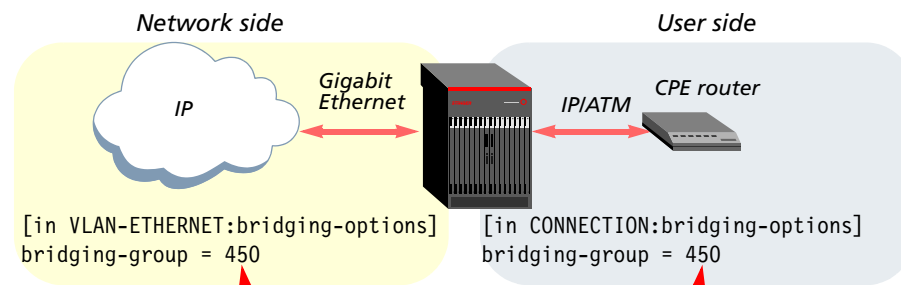 Network side
User side
Gigabit
Ethernet
IP
IP/ATM
CPE router
[in VLAN-ETHERNET:bridging-options]
bridging-group = 450
[in CONNECTION:bridging-options]
bridging-group = 450